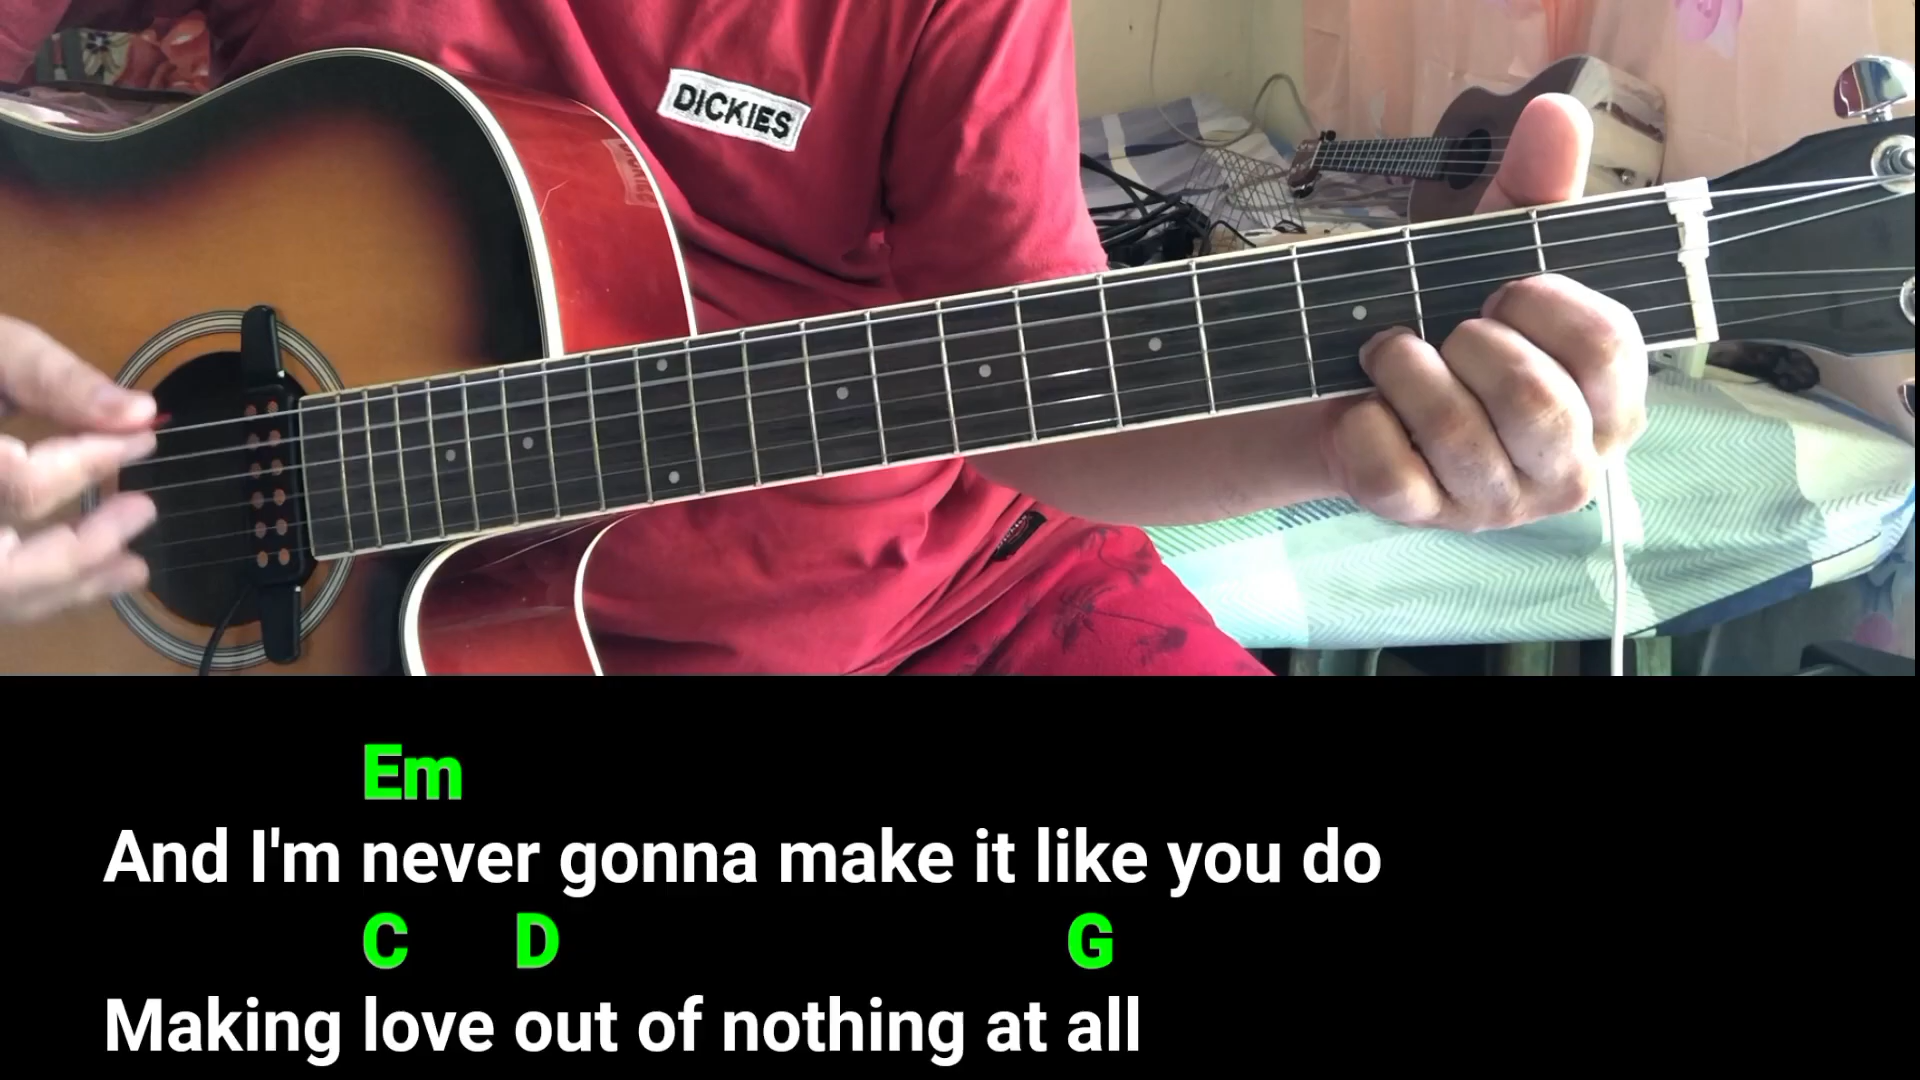 DICKIES
Em
And I'm never gonna make it like you do
C D G
Making love out of nothing at all